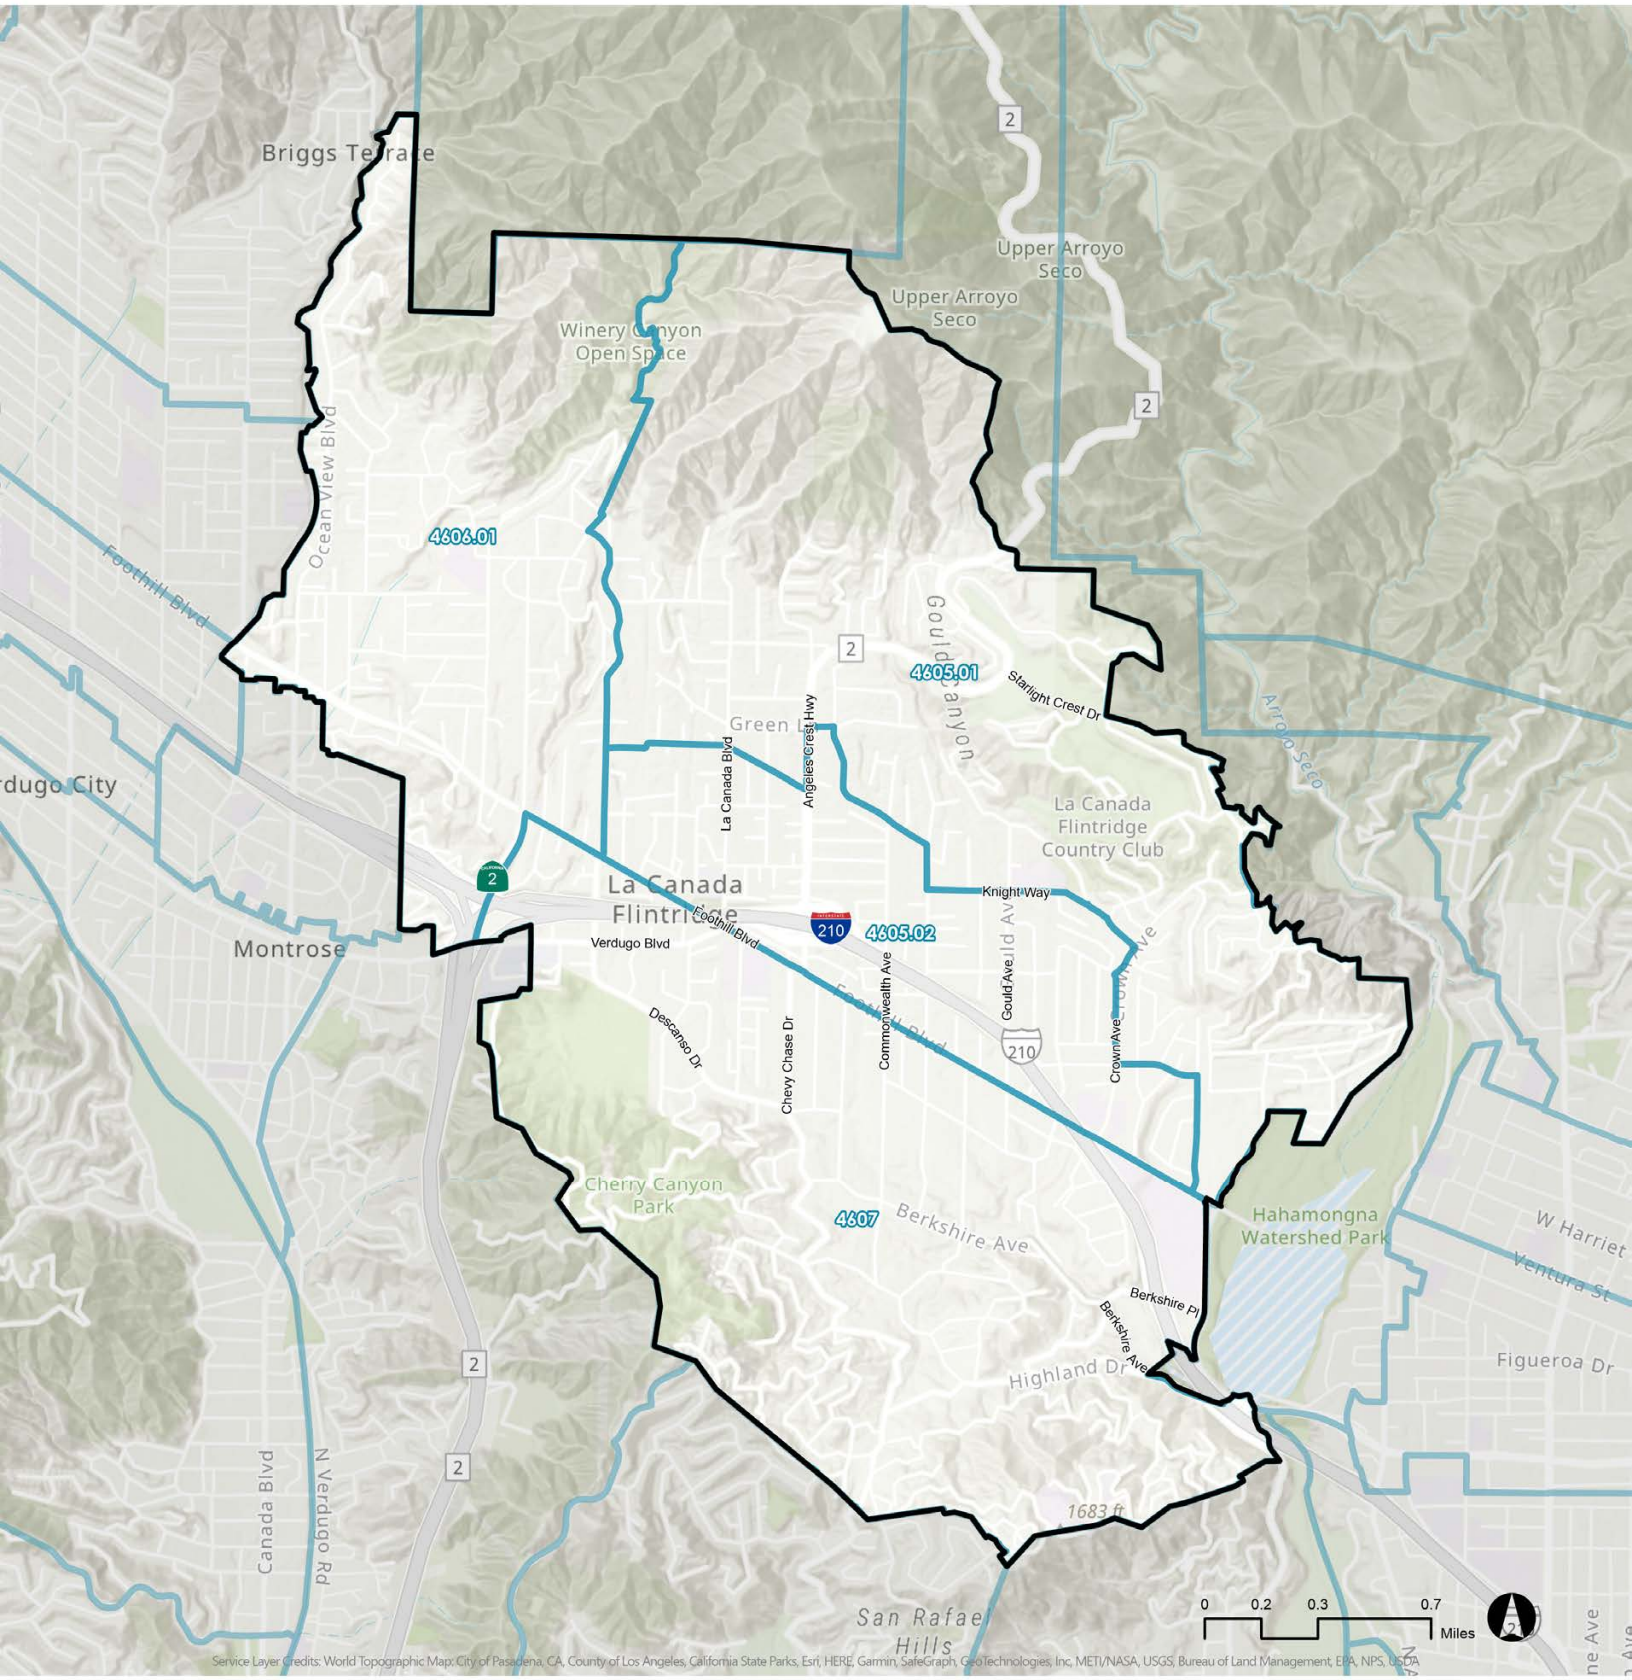 2
Briggs Terrace
Upper Arroyo
Seco
Upper Arroyo
Seco
Winery Canyon
Open Space
2
Ocean View Blvd
4606.01
Foothill Blvd
Gould Canyon
2
4605.01
Starlight Crest Dr
Arroyo Seco
Green L
Angeles Crest Hwy
La Canada Blvd
rdugo City
La Canada
Flintridge
Country Club
2
La Canada
Flintridge
Knight Way
Foothill Blvd
INTERSTATE
210
4605.02
Verdugo Blvd
Montrose
Gould Ave
uld Av
Crown Ave
Commonwealth Ave
Foothill Blvd
Descanso Dr
Chevy Chase Dr
210
Crown Ave
Cherry Canyon
Park
4607
Berkshire Ave
Hahamongna
Watershed Park
W Harriet
Ventura St
Berkshire Pl
Berkshire Ave
Highland Dr
Figueroa Dr
2
2
Canada Blvd
N Verdugo Rd
1683 ft
San Rafael
Hills
0 0.2 0.3 0.7
Miles
ne Ave
Service Layer Credits: World Topographic Map: City of Pasadena, CA, County of Los Angeles, California State Parks, Esri, HERE, Garmin, SafeGraph, GeoTechnologies, Inc, METI/NASA, USGS, Bureau of Land Management, EPA, NPS, USDA